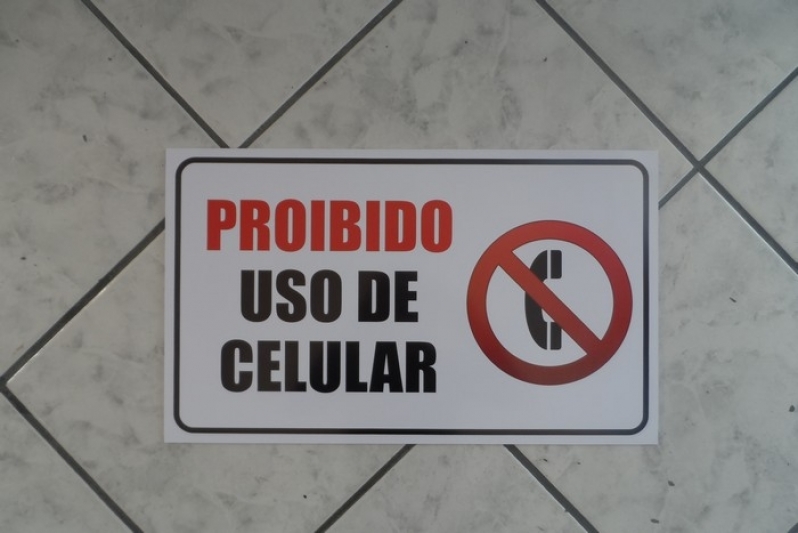 PROIBIDO
USO DE
CELULAR